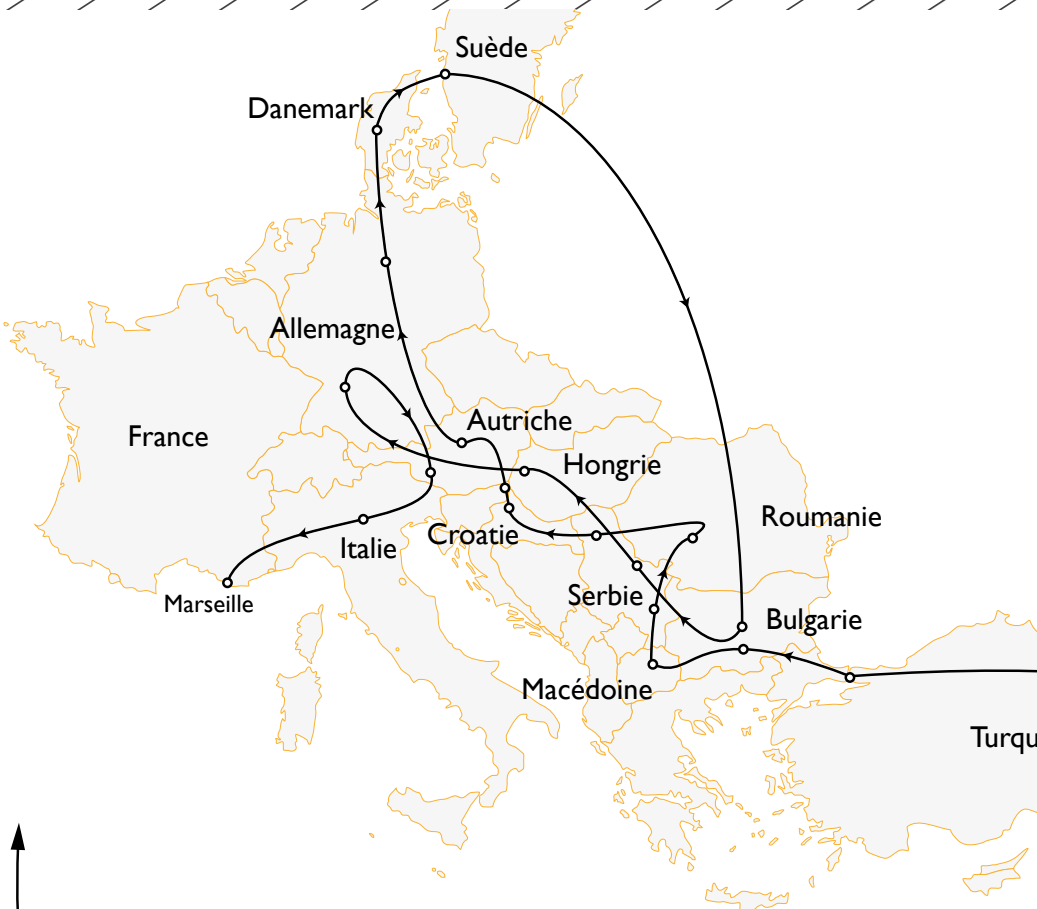 Suède
Danemark
Allemagne
Autriche
France
Hongrie
Roumanie
Croatie
Italie
Serbie
Marseille
Bulgarie
Macédoine
Turqu